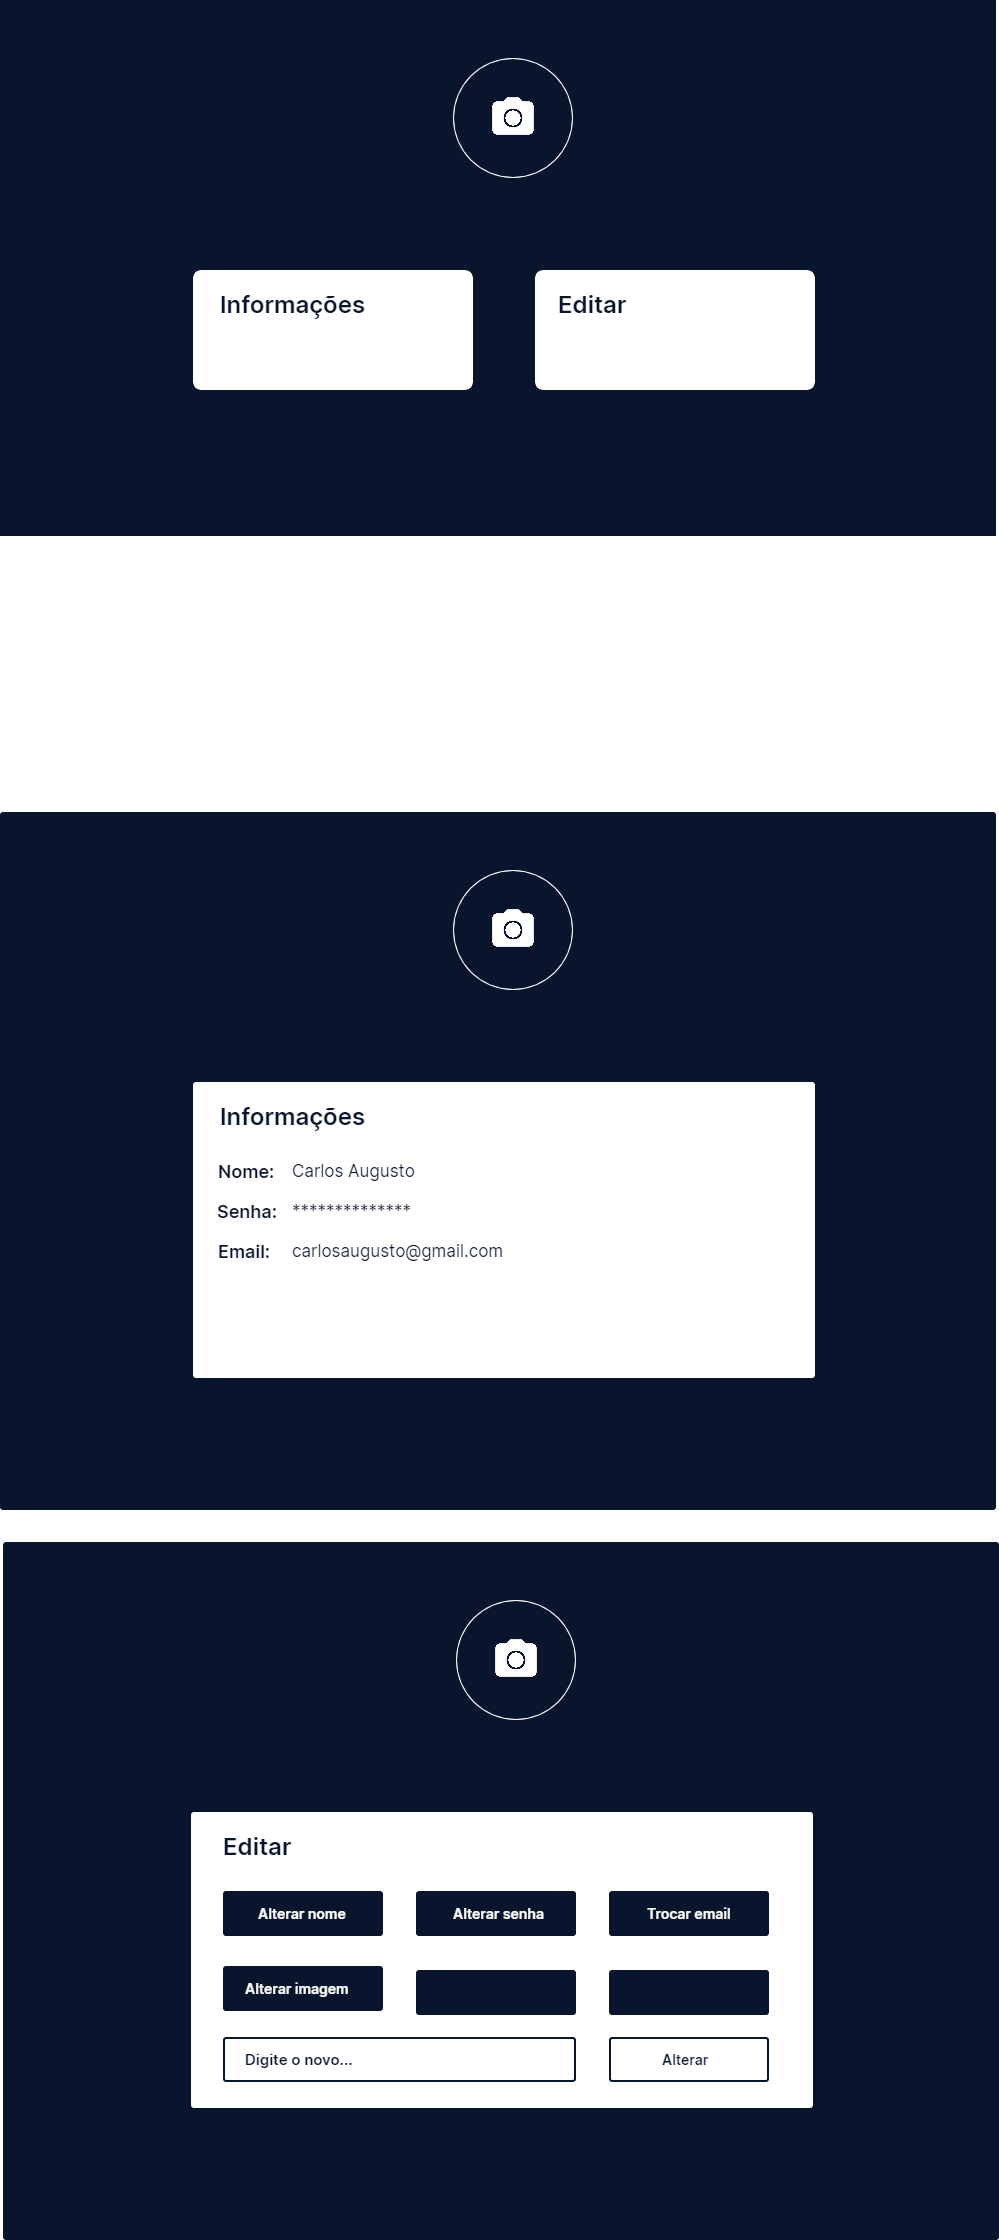 Informações
Editar
Informações
Nome: Carlos Augusto
Senha: **************
Email: carlosaugusto@gmail.com
Editar
Alterar nome
Alterar senha
Trocar email
Alterar imagem
Digite o novo...
Alterar